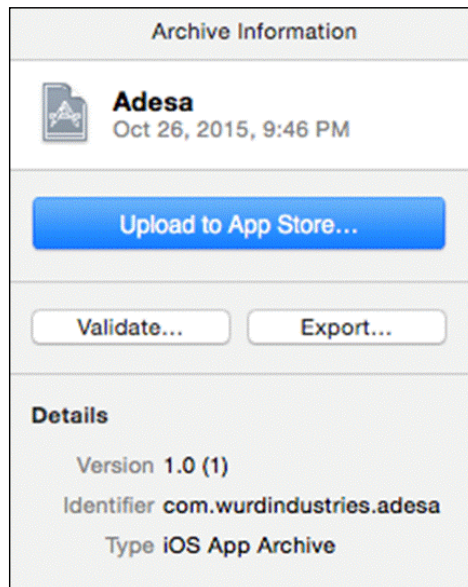 Archive Information
Adesa
Oct 26, 2015, 9:46 PM
Upload to App Store...
Validate...
Export...
Details
Version 1.0 (1)
Identifier com.wurdindustries.adesa
Type iOS App Archive